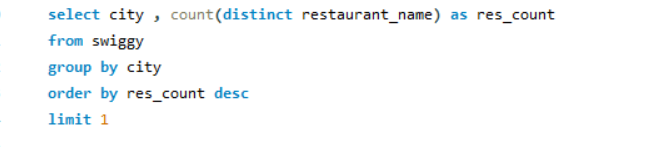 select city , count(distinct restaurant_name) as res_count
from swiggy
group by city
order by res_count desc
limit 1